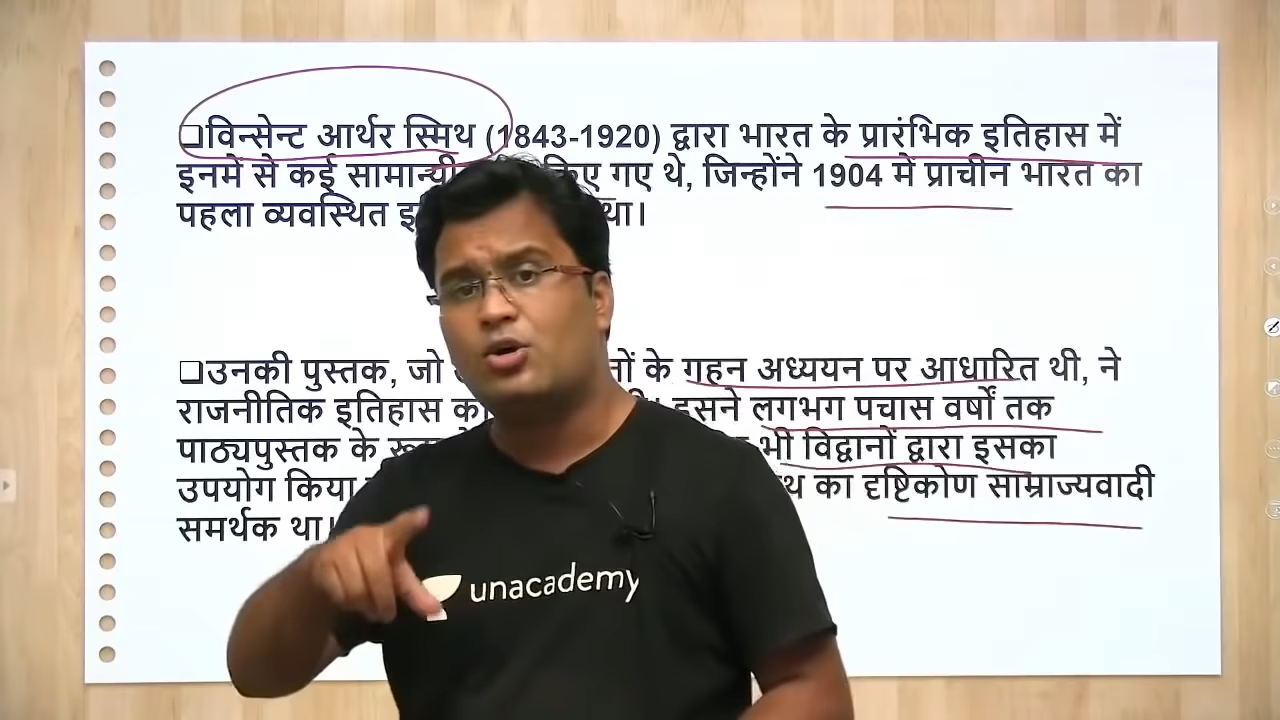 ❑विन्सेन्ट आर्थर स्मिथ (1843-1920) द्वारा भारत के प्रारंभिक इतिहास में
इनमें से कई गए थे, जिन्होंने 1904 में प्राचीन भारत का
पहला व्यवस्थित था।
❑उनकी पुस्तक, जो के गहन अध्ययन पर आधारित थी, ने
राजनीतिक इतिहास इसने लगभग पचास वर्षों तक
पाठ्यपुस्तक के भी विद्वानों द्वारा इसका
उपयोग किया का दृष्टिकोण साम्राज्यवादी
समर्थक था।
unacademy